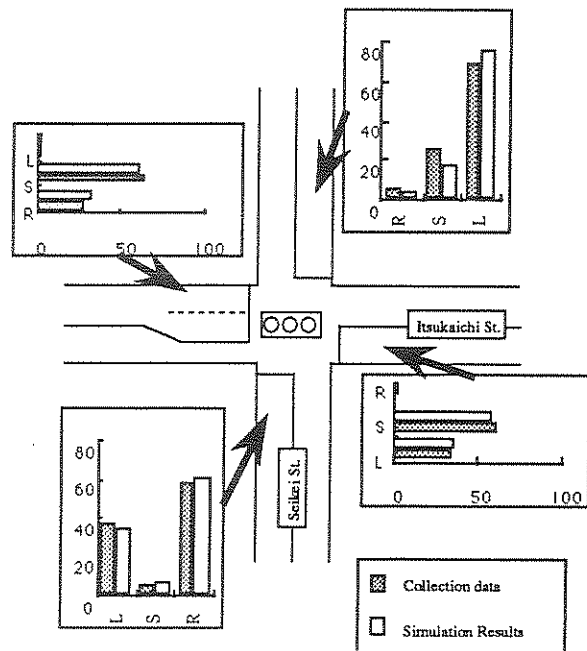 80
60
40
20
0
R
S
L
L
S
R
0
50
100
Itsukaichi St.
R
S
L
0
50
100
80
60
40
20
0
L
S
R
Seikei St.
Collection data
Simulation Results